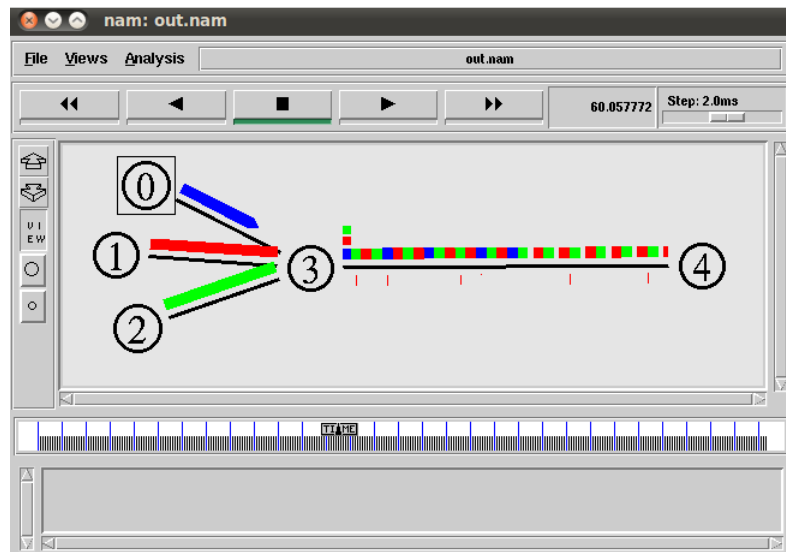 nam: out.nam
File Views Analysis out.nam
60.057772 Step: 2.0ms
V I
E W
0
1
3
4
2
TIME